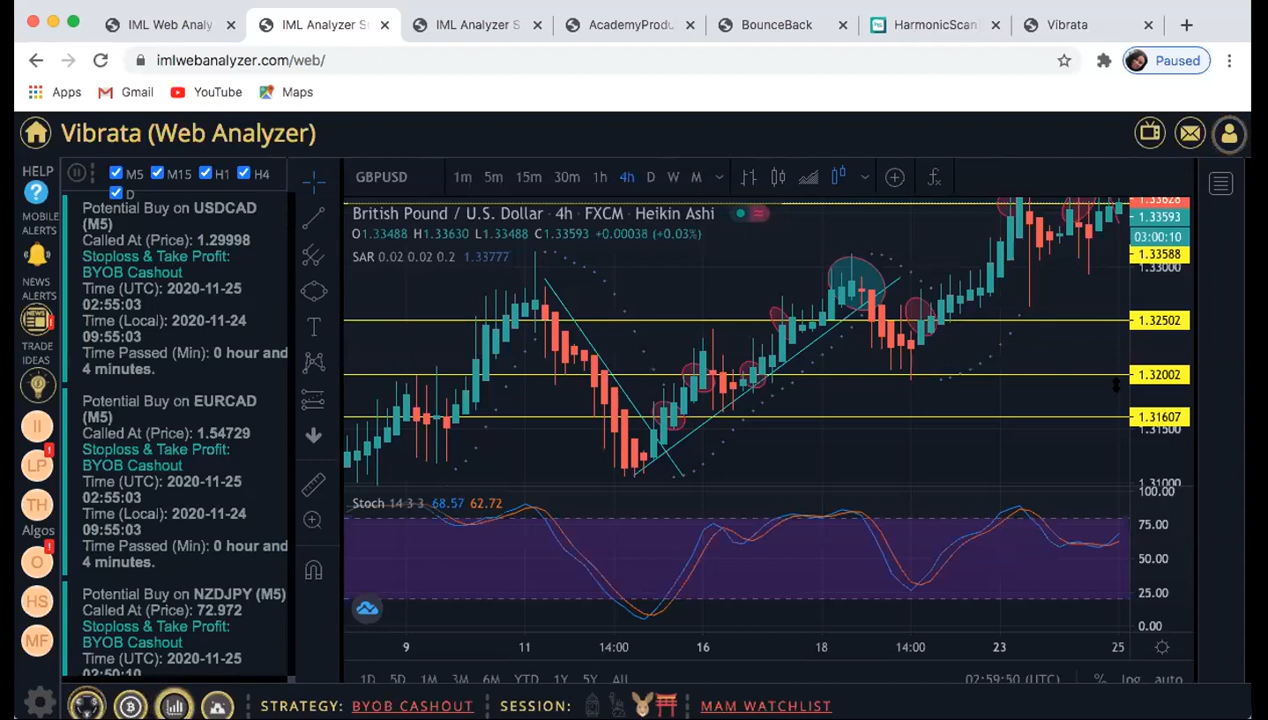 IML Web Analy
IML Analyzer S
IML Analyzer S
AcademyProdu
BounceBack
HarmonicScan
Vibrata
imlwebanalyzer.com/web/
Paused
Apps
Gmail
YouTube
Maps
Vibrata (Web Analyzer)
HELP
MOBILE
ALERTS
NEWS
ALERTS
TRADE
IDEAS
II
LP
TH
Algos
O
HS
MF
M5
M15
H1
H4
D
Potential Buy on USDCAD
(M5)
Called At (Price): 1.29998
Stoploss & Take Profit:
BYOB Cashout
Time (UTC): 2020-11-25
02:55:03
Time (Local): 2020-11-24
09:55:03
Time Passed (Min): 0 hour and
4 minutes.
Potential Buy on EURCAD
(M5)
Called At (Price): 1.54729
Stoploss & Take Profit:
BYOB Cashout
Time (UTC): 2020-11-25
02:55:03
Time (Local): 2020-11-24
09:55:03
Time Passed (Min): 0 hour and
4 minutes.
Potential Buy on NZDJPY (M5)
Called At (Price): 72.972
Stoploss & Take Profit:
BYOB Cashout
Time (UTC): 2020-11-25
02:50:10
GBPUSD
1m 5m 15m 30m 1h 4h D W M
British Pound / U.S. Dollar · 4h · FXCM · Heikin Ashi
O1.33488 H1.33630 L1.33488 C1.33593 +0.00038 (+0.03%)
SAR 0.02 0.02 0.2 1.33777
1.33628
1.33593
03:00:10
1.33588
1.33000
1.32502
1.32002
1.31607
1.31500
1.31000
Stoch 14 3 3 68.57 62.72
100.00
75.00
50.00
25.00
0.00
9 11 14:00 16 18 14:00 23 25
1D 5D 1M 3M 6M YTD 1Y 5Y All
02:59:50 (UTC) % log auto
STRATEGY: BYOB CASHOUT SESSION: MAM WATCHLIST